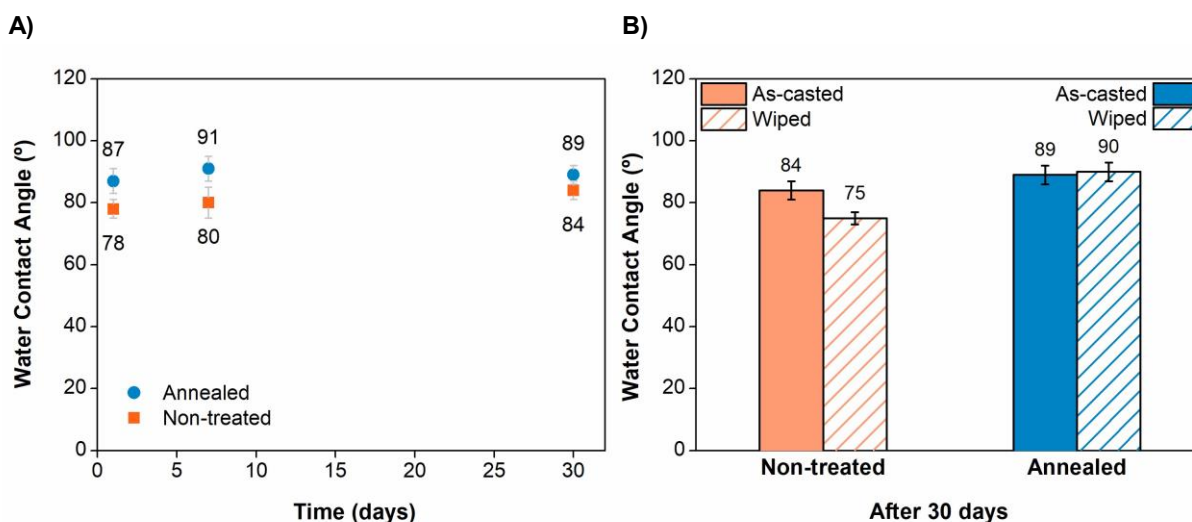 A)
Water Contact Angle (º)
120
100
80
60
40
20
0
87
91
89
78
80
84
Annealed
Non-treated
0 5 10 15 20 25 30
Time (days)
B)
Water Contact Angle (º)
120
100
80
60
40
20
0
As-casted
Wiped
As-casted
Wiped
84
75
89
90
Non-treated Annealed
After 30 days